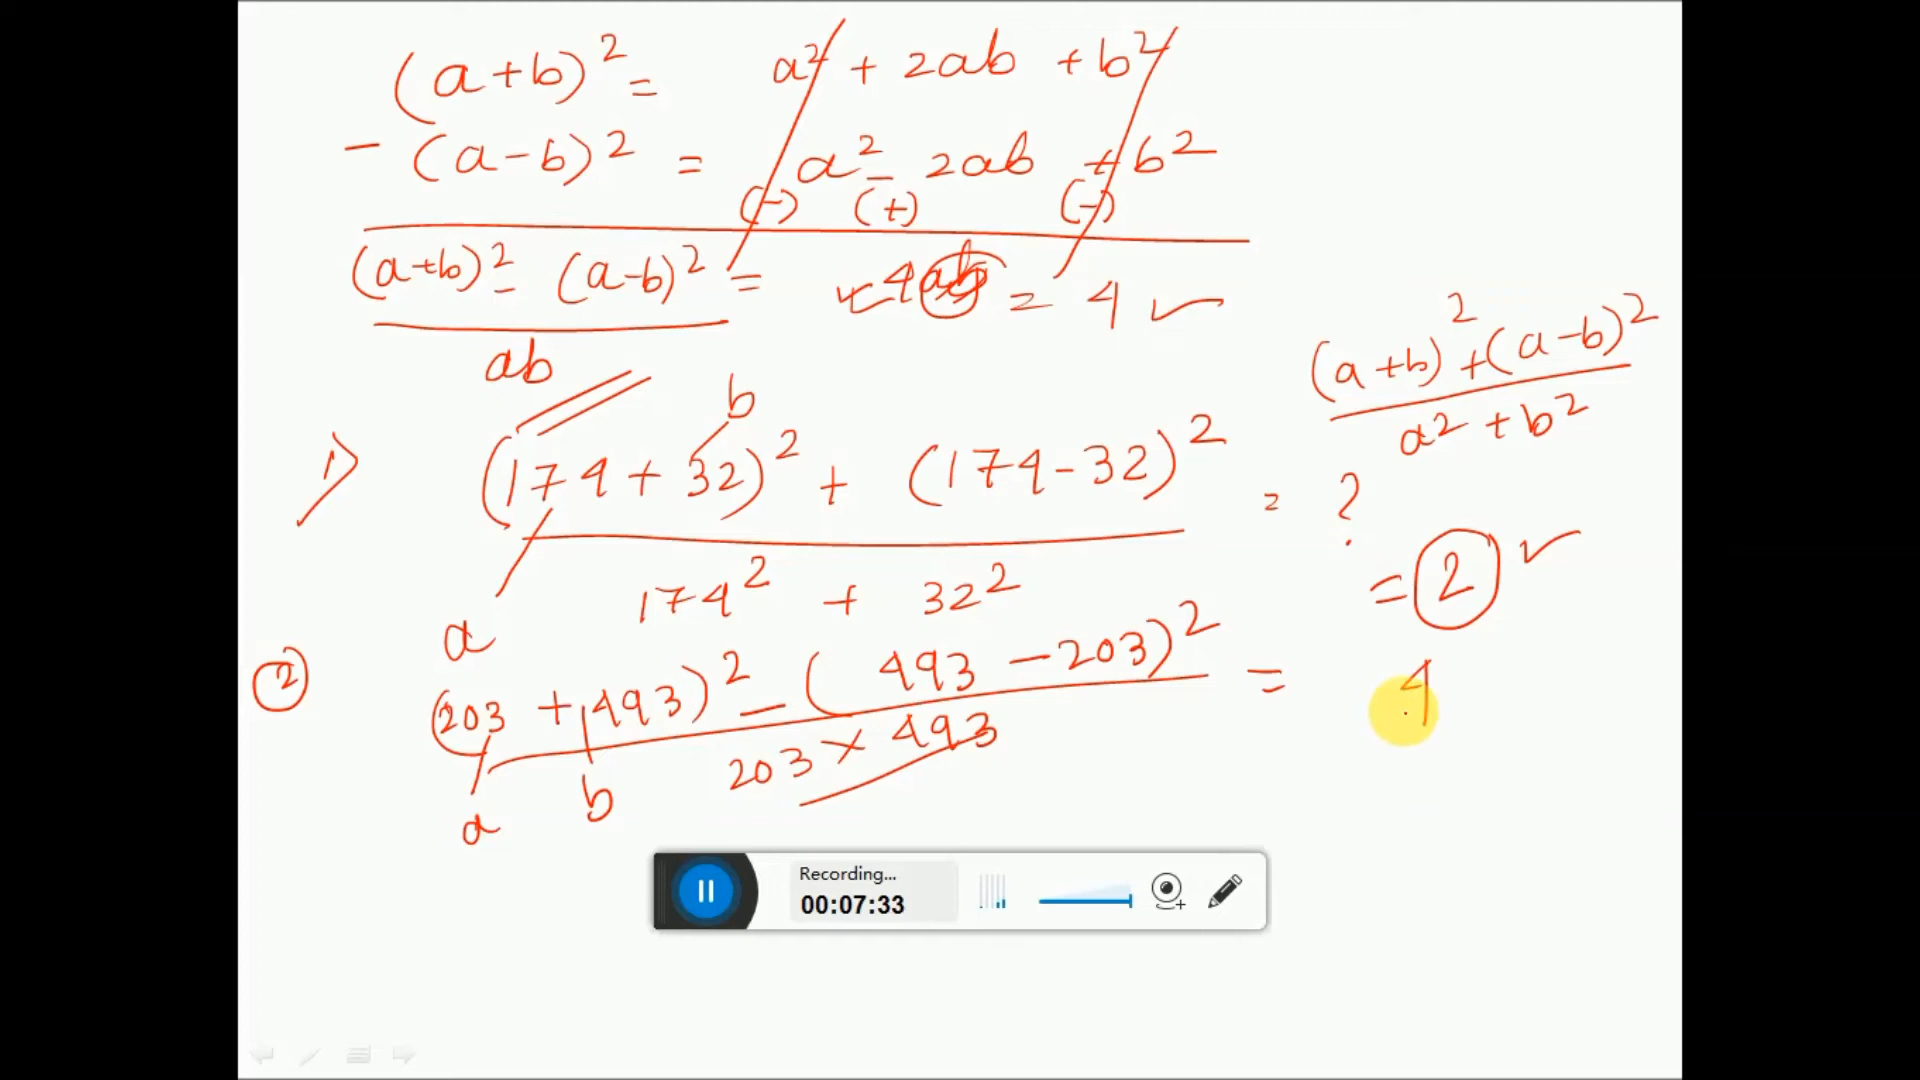 (a+b)² = a² + 2ab + b²
- (a-b)² = a² - 2ab + b²
(-) (+) (-)
(a+b)² - (a-b)² = 4ab = 4
ab
(a+b)² + (a-b)²
a² + b²
b
1) (174 + 32)² + (174 - 32)² = ?
174² + 32²
= 2
a
2 (203 + 493)² - (493 - 203)² = 4
203 × 493
a b
Recording...
00:07:33